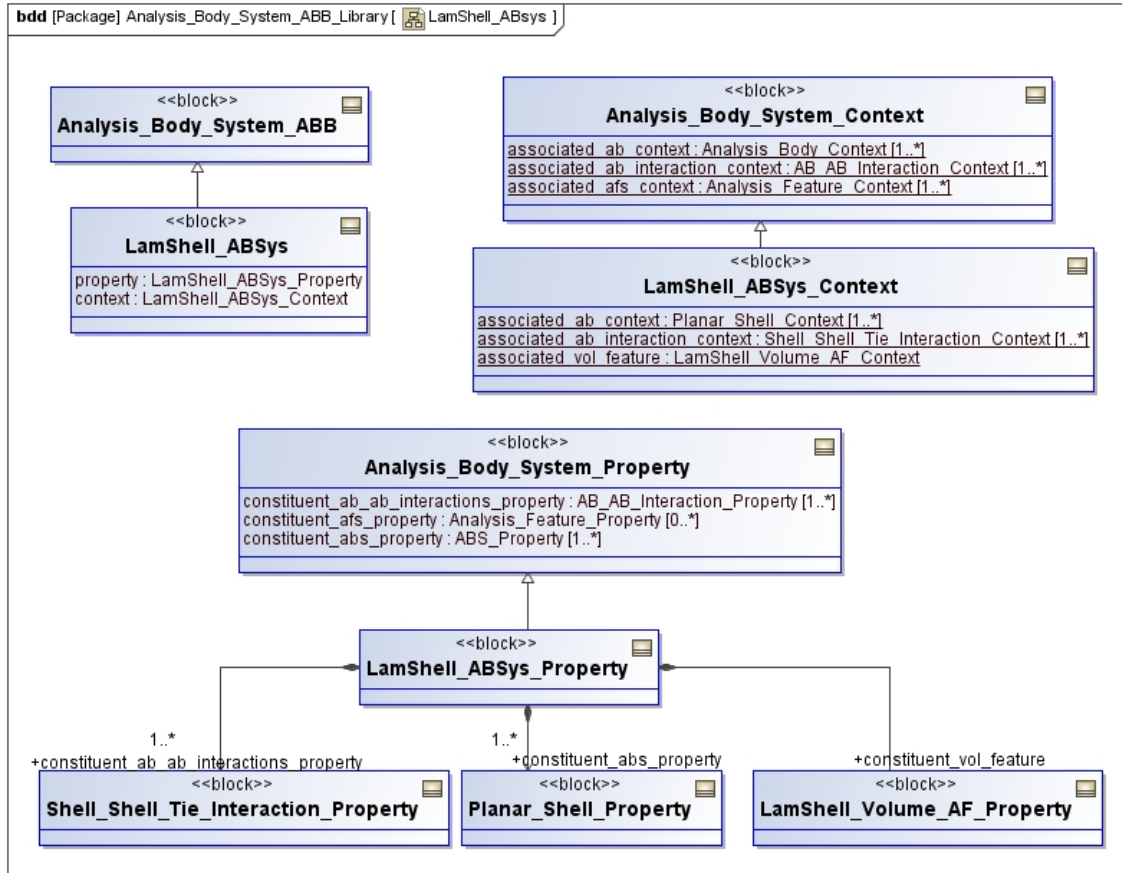 bdd [Package] Analysis_Body_System_ABB_Library [ LamShell_ABsys ]
<<block>>
Analysis_Body_System_ABB
<<block>>
LamShell_ABSys
property : LamShell_ABSys_Property
context : LamShell_ABSys_Context
<<block>>
Analysis_Body_System_Context
associated_ab_context : Analysis_Body_Context [1..*]
associated_ab_interaction_context : AB_AB_Interaction_Context [1..*]
associated_afs_context : Analysis_Feature_Context [1..*]
<<block>>
LamShell_ABSys_Context
associated_ab_context : Planar_Shell_Context [1..*]
associated_ab_interaction_context : Shell_Shell_Tie_Interaction_Context [1..*]
associated_vol_feature : LamShell_Volume_AF_Context
<<block>>
Analysis_Body_System_Property
constituent_ab_ab_interactions_property : AB_AB_Interaction_Property [1..*]
constituent_afs_property : Analysis_Feature_Property [0..*]
constituent_abs_property : ABS_Property [1..*]
<<block>>
LamShell_ABSys_Property
1..*
+constituent_ab_ab_interactions_property
1..*
+constituent_abs_property
+constituent_vol_feature
<<block>>
Shell_Shell_Tie_Interaction_Property
<<block>>
Planar_Shell_Property
<<block>>
LamShell_Volume_AF_Property